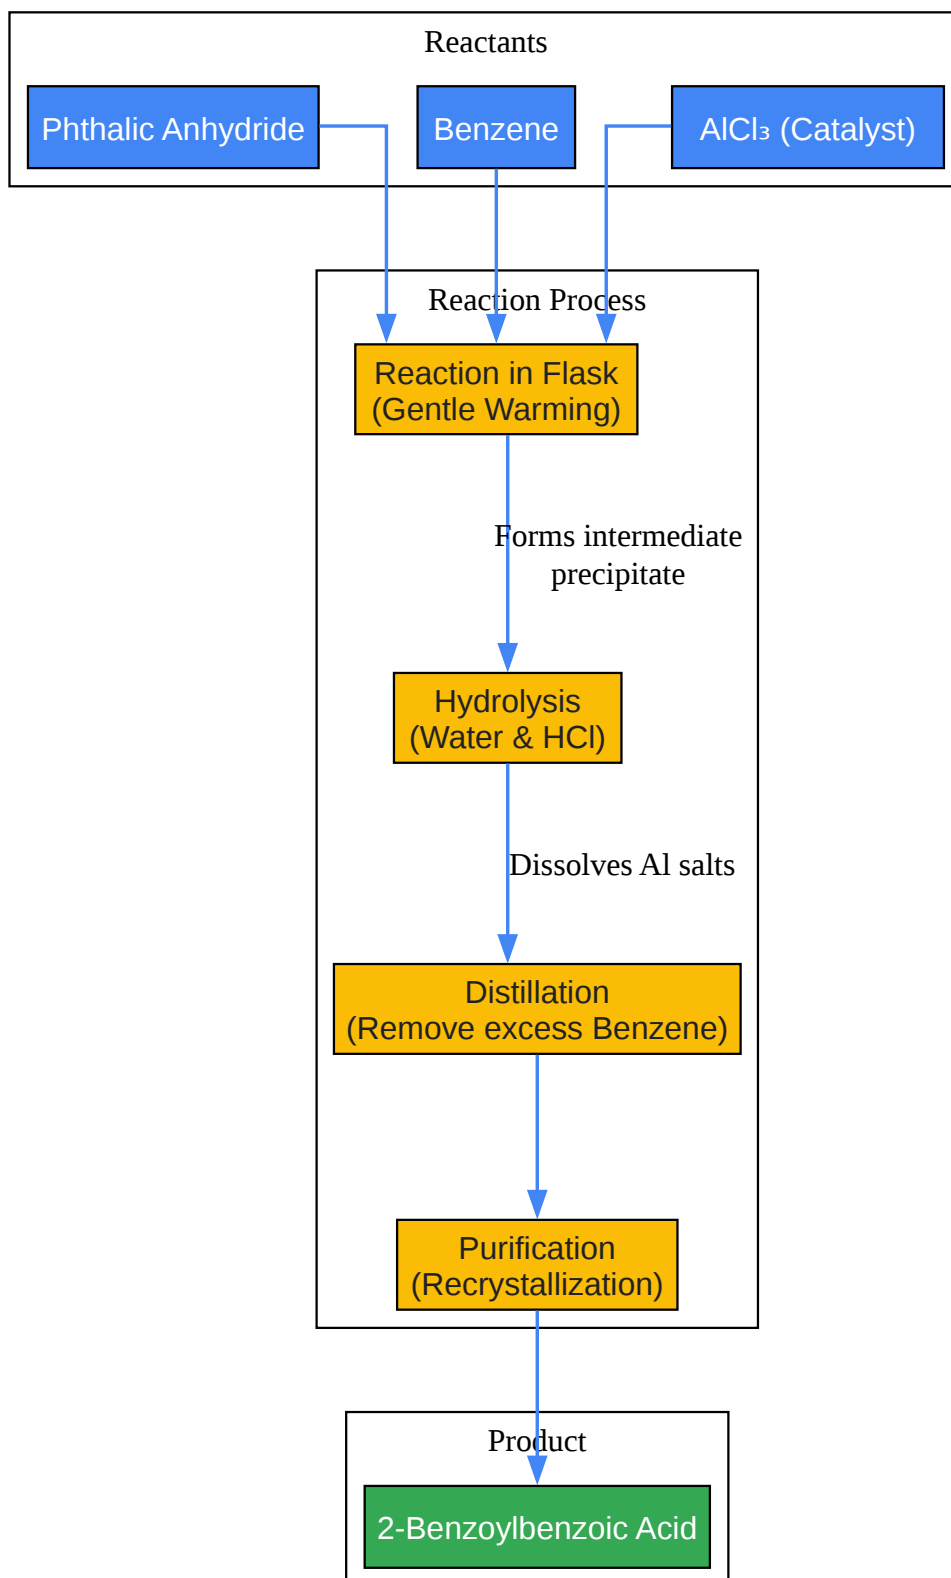 Reactants
Phthalic Anhydride
Benzene
AlCl₃ (Catalyst)
Reaction Process
Reaction in Flask
(Gentle Warming)
Forms intermediate
precipitate
Hydrolysis
(Water & HCl)
Dissolves Al salts
Distillation
(Remove excess Benzene)
Purification
(Recrystallization)
Product
2-Benzoylbenzoic Acid